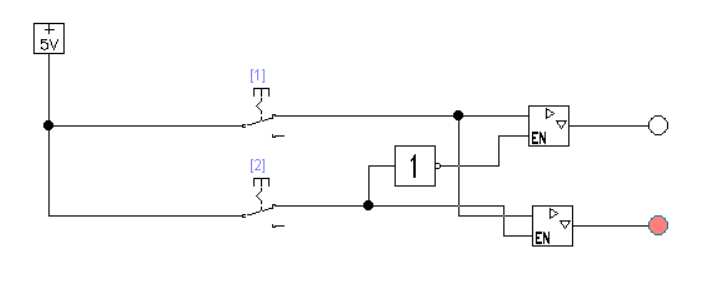 +
5V
[1]
[2]
1
EN
EN